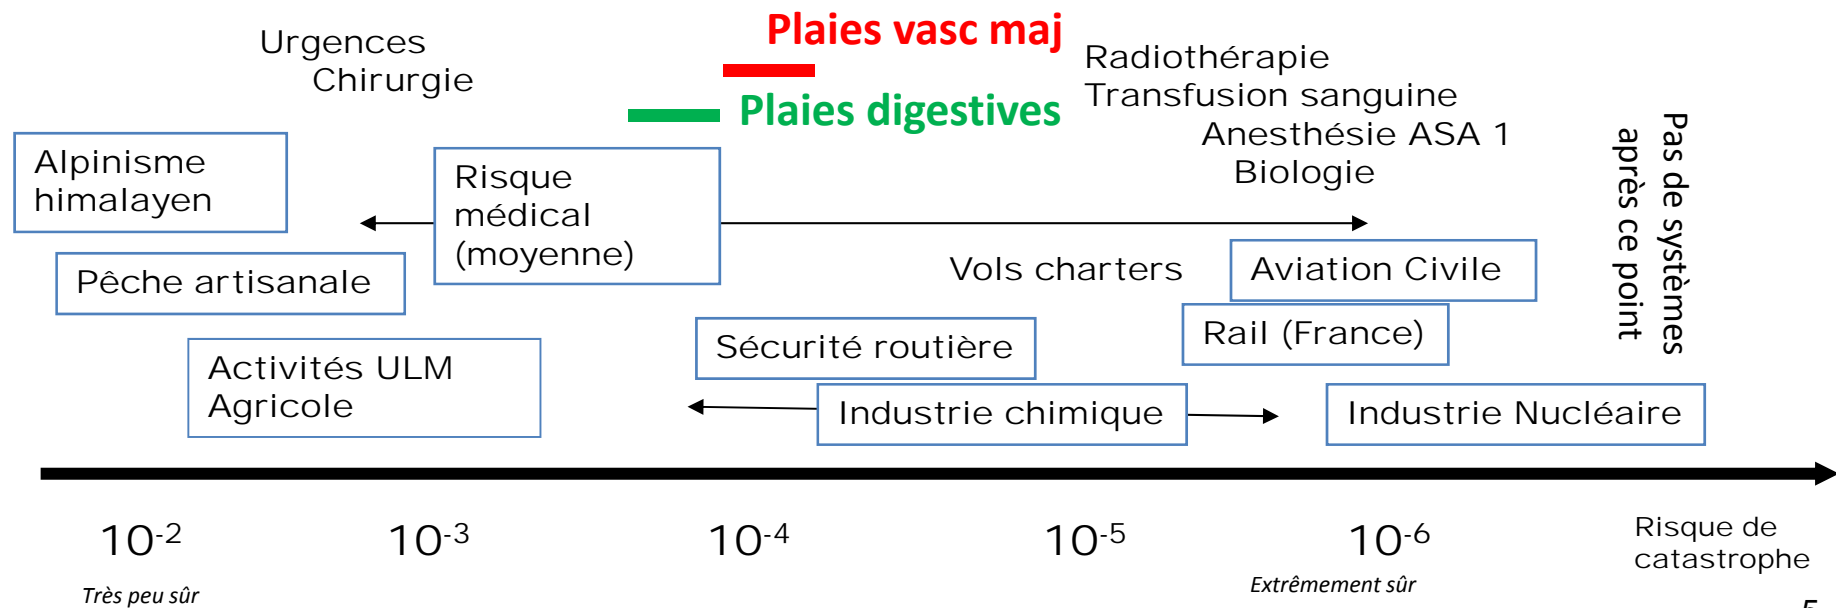 Plaies vasc maj
Urgences
Chirurgie
Plaies digestives
Radiothérapie
Transfusion sanguine
Anesthésie ASA 1
Biologie
Pas de systèmes
après ce point
Alpinisme
himalayen
Risque
médical
(moyenne)
Pêche artisanale
Vols charters
Aviation Civile
Rail (France)
Sécurité routière
Activités ULM
Agricole
Industrie chimique
Industrie Nucléaire
10-2
10-3
10-4
10-5
10-6
Risque de
catastrophe
Très peu sûr
Extrêmement sûr